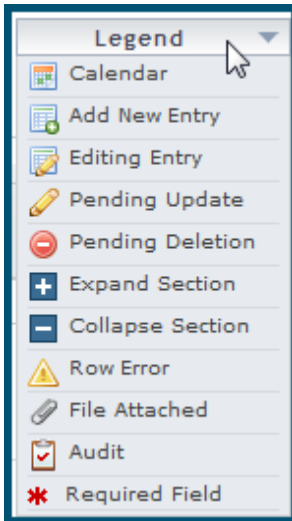 Legend
Calendar
Add New Entry
Editing Entry
Pending Update
Pending Deletion
Expand Section
Collapse Section
Row Error
File Attached
Audit
Required Field